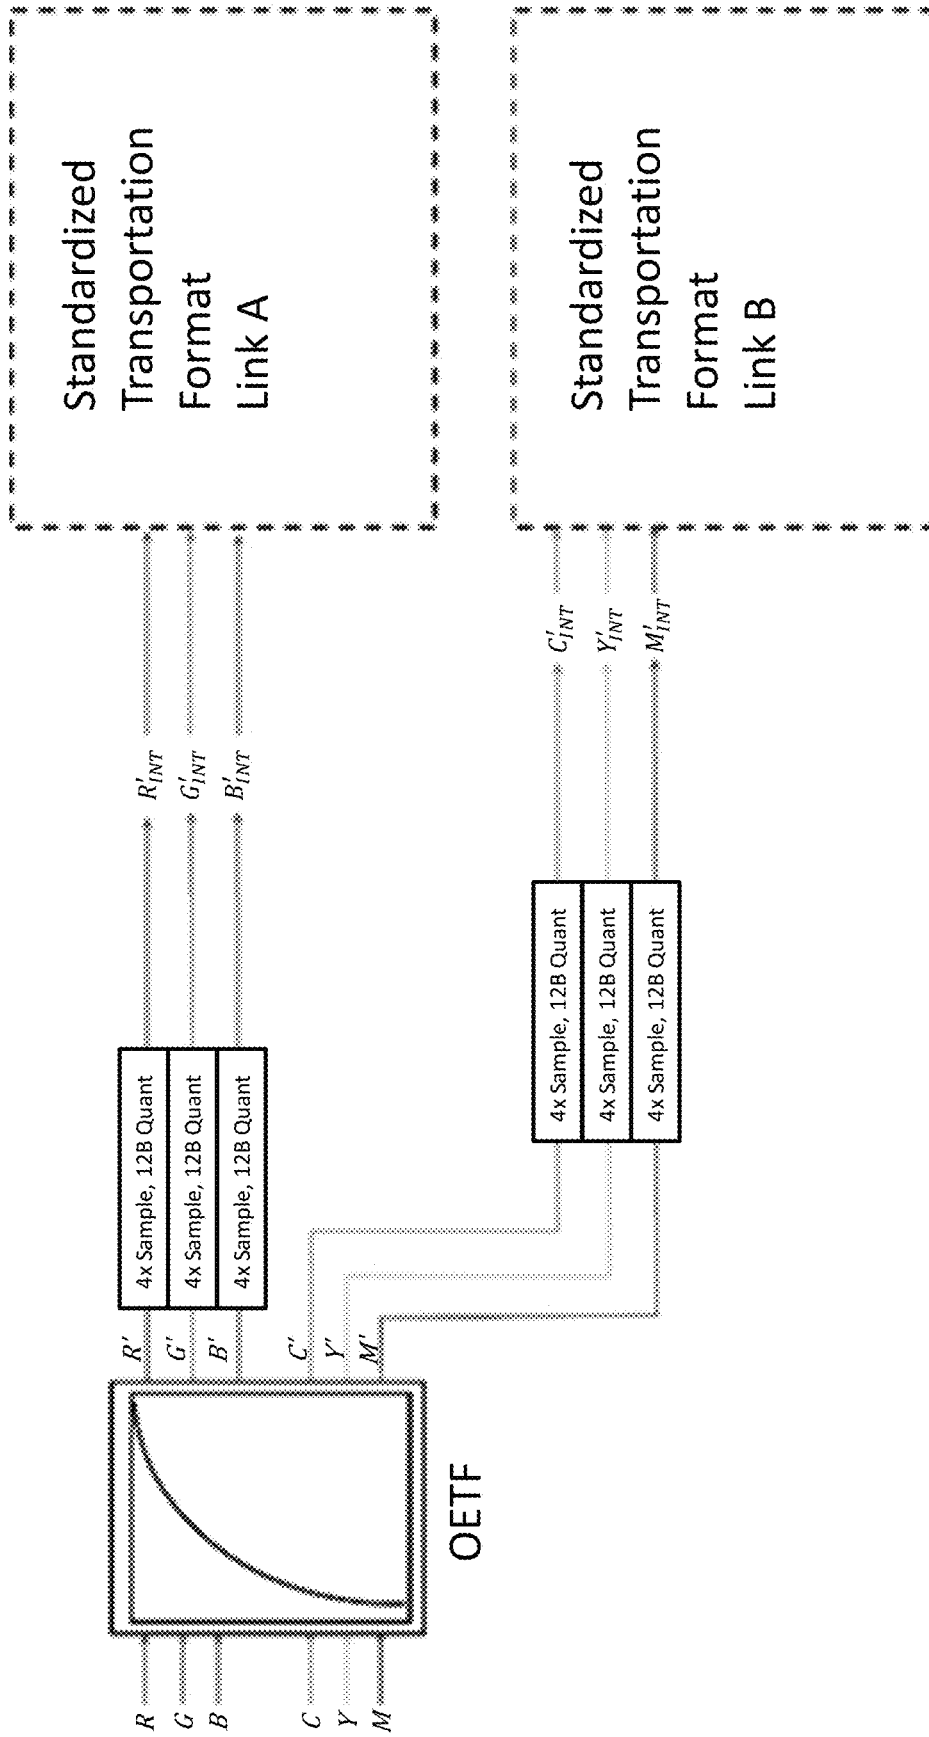 R
G
B
C
Y
M
OETF
R'
G'
B'
C'
Y'
M'
4x Sample, 12B Quant
4x Sample, 12B Quant
4x Sample, 12B Quant
4x Sample, 12B Quant
4x Sample, 12B Quant
4x Sample, 12B Quant
R'INT
G'INT
B'INT
C'INT
Y'INT
M'INT
Standardized
Transportation
Format
Link A
Standardized
Transportation
Format
Link B